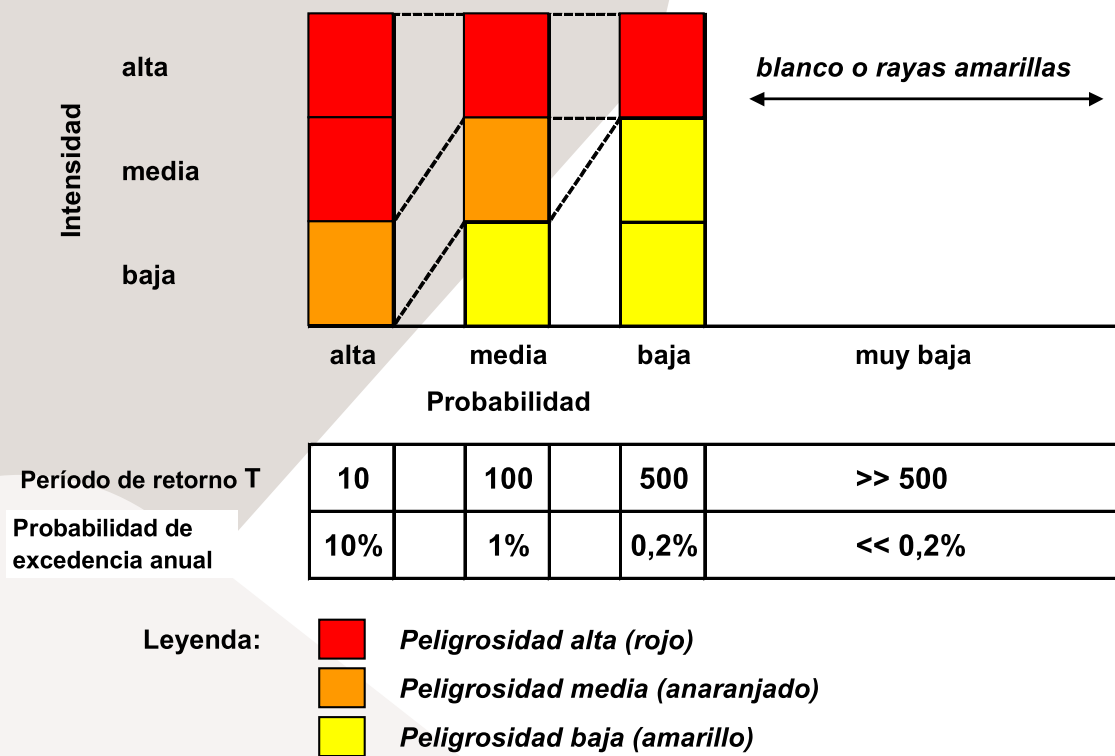 alta
blanco o rayas amarillas
Intensidad
media
baja
alta media baja muy baja
Probabilidad
Período de retorno T 10 100 500 >> 500
Probabilidad de
excedencia anual 10% 1% 0,2% << 0,2%
Leyenda:
Peligrosidad alta (rojo)
Peligrosidad media (anaranjado)
Peligrosidad baja (amarillo)